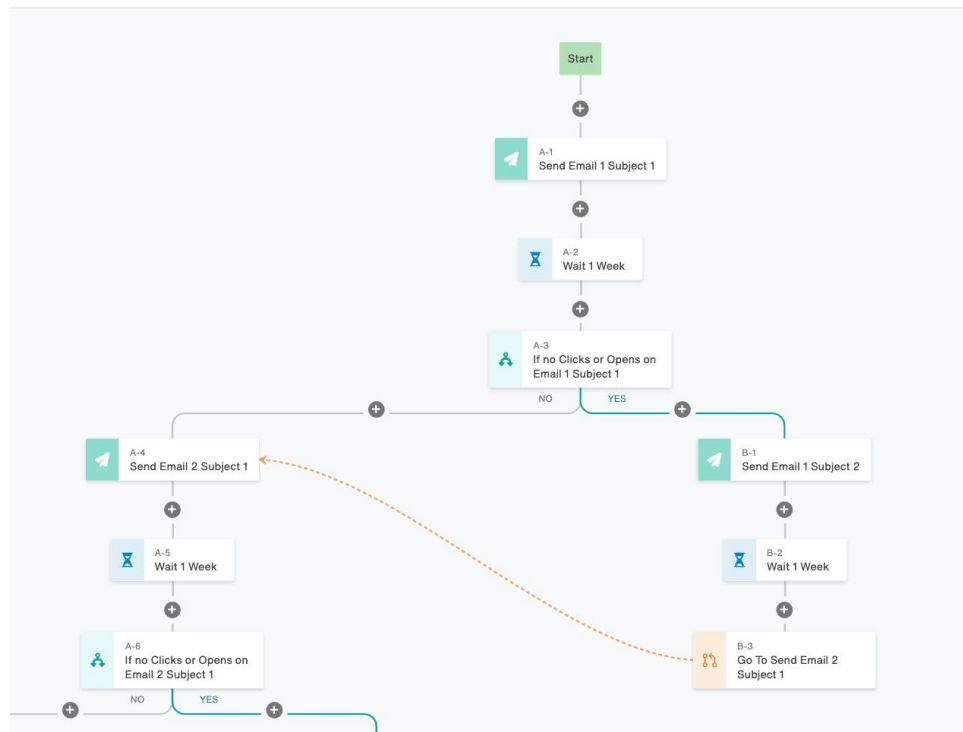 Start
A-1
Send Email 1 Subject 1
A-2
Wait 1 Week
A-3
If no Clicks or Opens on
Email 1 Subject 1
NO
YES
A-4
Send Email 2 Subject 1
B-1
Send Email 1 Subject 2
A-5
Wait 1 Week
B-2
Wait 1 Week
A-6
If no Clicks or Opens on
Email 2 Subject 1
B-3
Go To Send Email 2
Subject 1
NO
YES